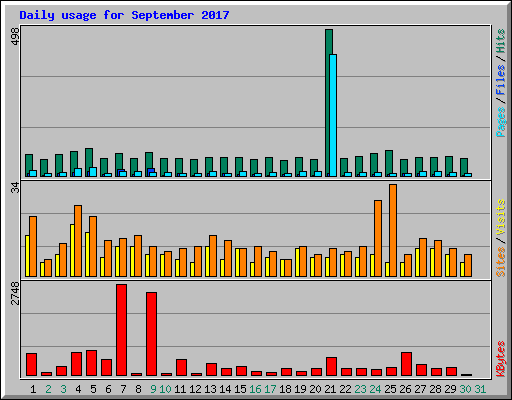 Daily usage for September 2017
498
Pages / Files / Hits
34
Sites / Visits
2748
KBytes
1 2 3 4 5 6 7 8 9 10 11 12 13 14 15 16 17 18 19 20 21 22 23 24 25 26 27 28 29 30 31